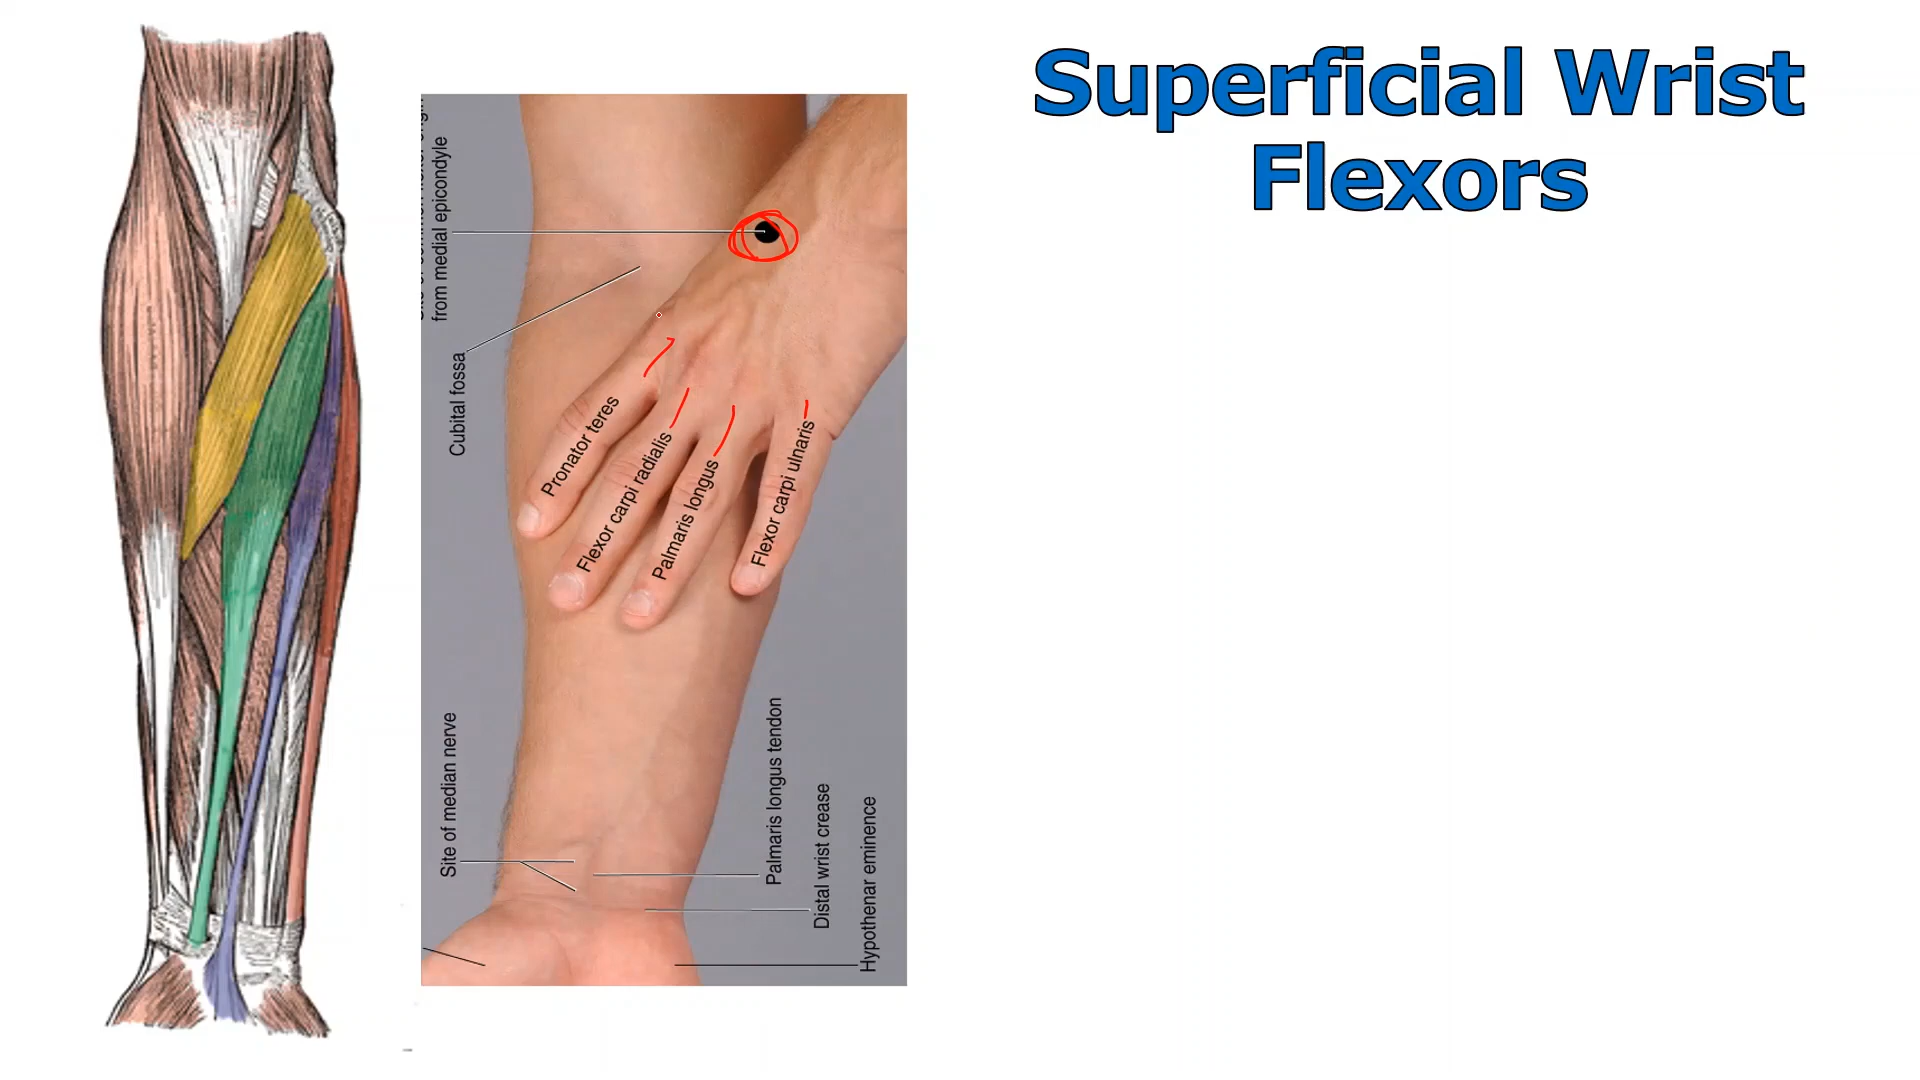 Superficial Wrist
Flexors
from medial epicondyle
Cubital fossa
Pronator teres
Flexor carpi radialis
Palmaris longus
Flexor carpi ulnaris
Site of median nerve
Palmaris longus tendon
Distal wrist crease
Hypothenar eminence